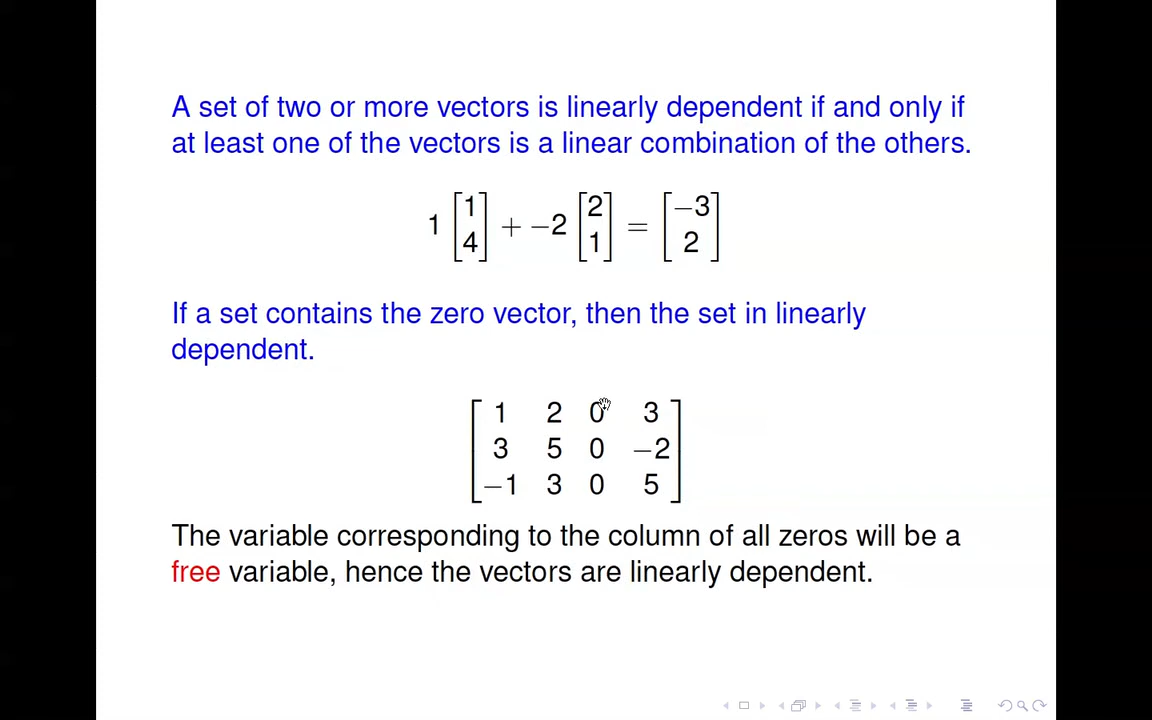 A set of two or more vectors is linearly dependent if and only if
at least one of the vectors is a linear combination of the others.
1 [1 4] + −2 [2 1] = [−3 2]
If a set contains the zero vector, then the set in linearly
dependent.
1 2 0 3
3 5 0 −2
−1 3 0 5
The variable corresponding to the column of all zeros will be a
free variable, hence the vectors are linearly dependent.